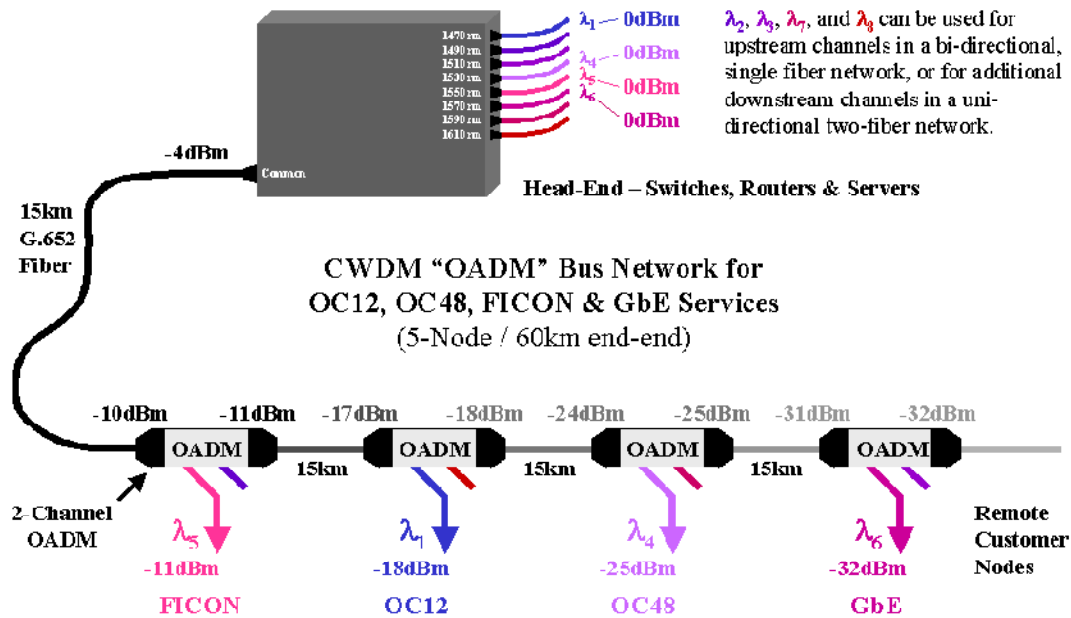 1470 nm
1490 nm
1510 nm
1530 nm
1550 nm
1570 nm
1590 nm
1610 nm
Common
λ1 0dBm
λ4 0dBm
λ5 0dBm
λ6 0dBm
λ2, λ3, λ7, and λ8 can be used for
upstream channels in a bi-directional,
single fiber network, or for additional
downstream channels in a uni-
directional two-fiber network.
-4dBm
Head-End – Switches, Routers & Servers
15km
G.652
Fiber
CWDM “OADM” Bus Network for
OC12, OC48, FICON & GbE Services
(5-Node / 60km end-end)
-10dBm -11dBm -17dBm -18dBm -24dBm -25dBm -31dBm -32dBm
OADM OADM OADM OADM
15km 15km 15km
2-Channel
OADM
λ5 λ1 λ4 λ6
-11dBm -18dBm -25dBm -32dBm
FICON OC12 OC48 GbE
Remote
Customer
Nodes